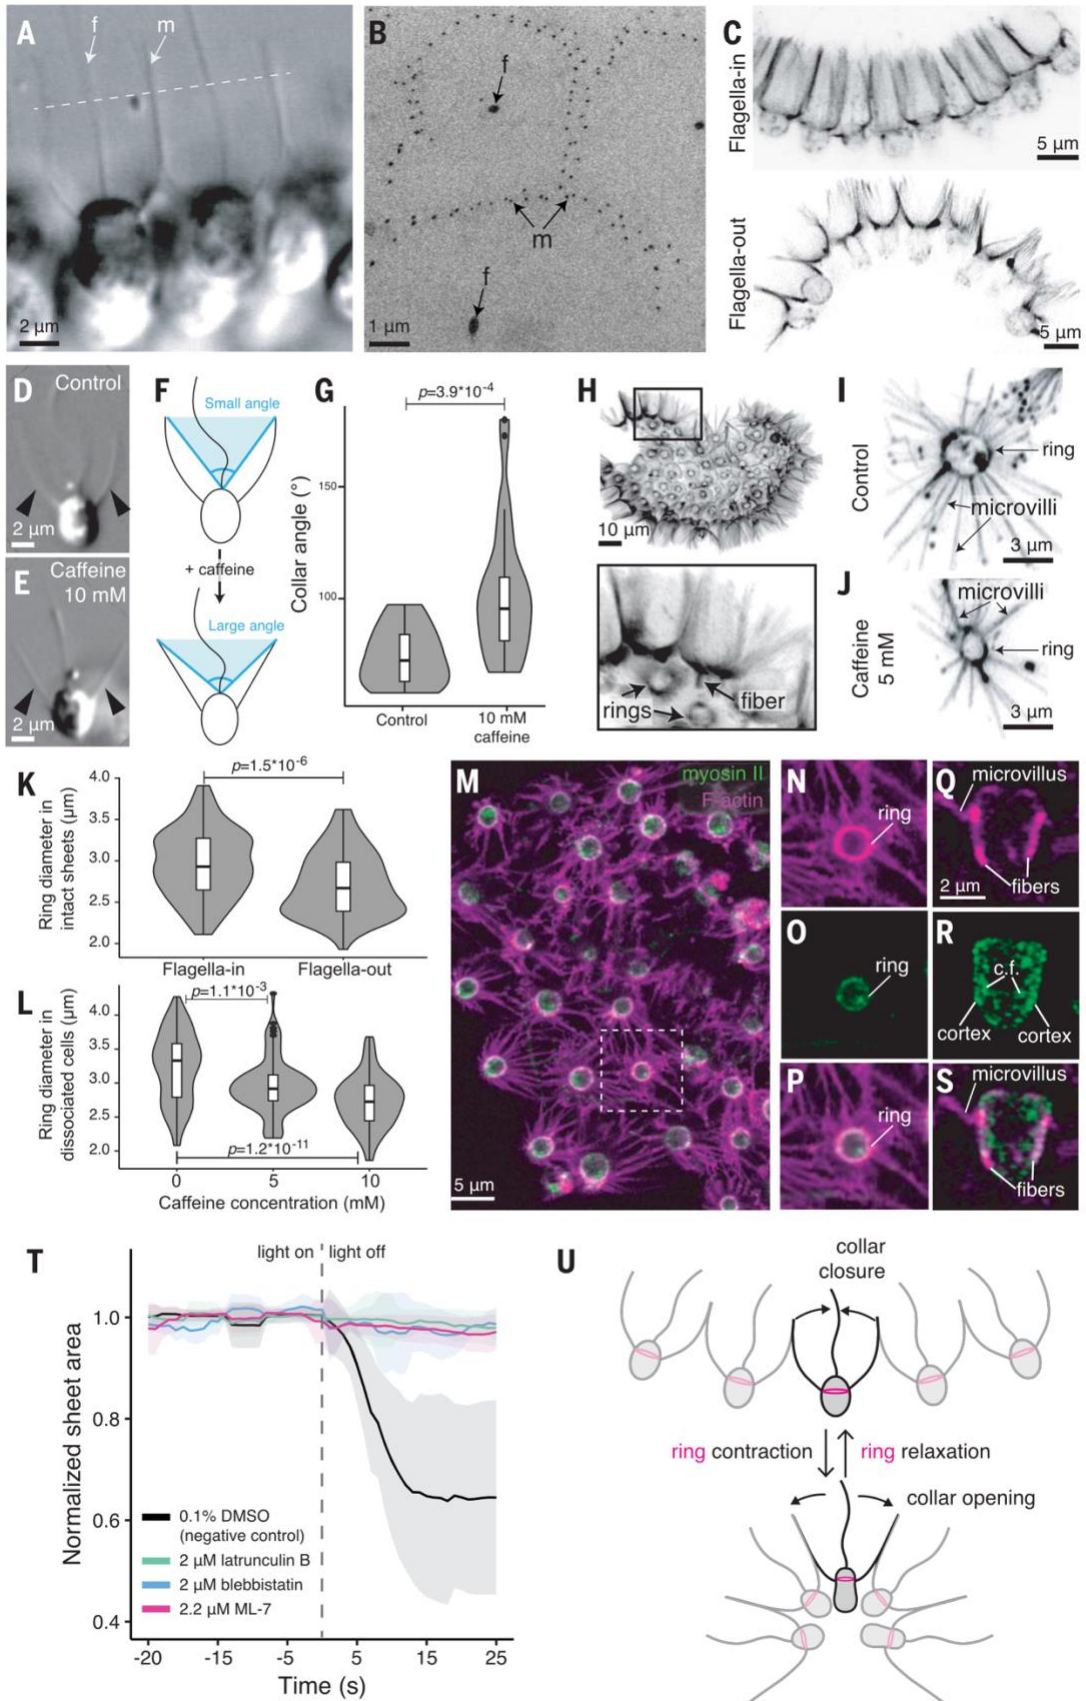 A
f
m
2 µm
B
f
m
f
1 µm
C
Flagella-in
5 µm
Flagella-out
5 µm
D
Control
2 µm
E
Caffeine
10 mM
2 µm
F
Small angle
+ caffeine
Large angle
G
p=3.9*10-4
Collar angle (°)
150
100
Control
10 mM
caffeine
H
10 µm
rings
fiber
I
Control
ring
microvilli
3 µm
J
Caffeine
5 mM
microvilli
ring
3 µm
K
p=1.5*10-6
Ring diameter in
intact sheets (µm)
4.0
3.5
3.0
2.5
2.0
Flagella-in
Flagella-out
L
p=1.1*10-3
Ring diameter in
dissociated cells (µm)
4.0
3.5
3.0
2.5
2.0
p=1.2*10-11
0
5
10
Caffeine concentration (mM)
M
myosin II
F-actin
5 µm
N
ring
O
ring
P
ring
Q
microvillus
2 µm
fibers
R
c.f.
cortex
cortex
S
microvillus
fibers
T
light on
light off
Normalized sheet area
1.0
0.8
0.6
0.4
0.1% DMSO
(negative control)
2 µM latrunculin B
2 µM blebbistatin
2.2 µM ML-7
-20
-15
-5
5
15
25
Time (s)
U
collar
closure
ring contraction
ring relaxation
collar opening